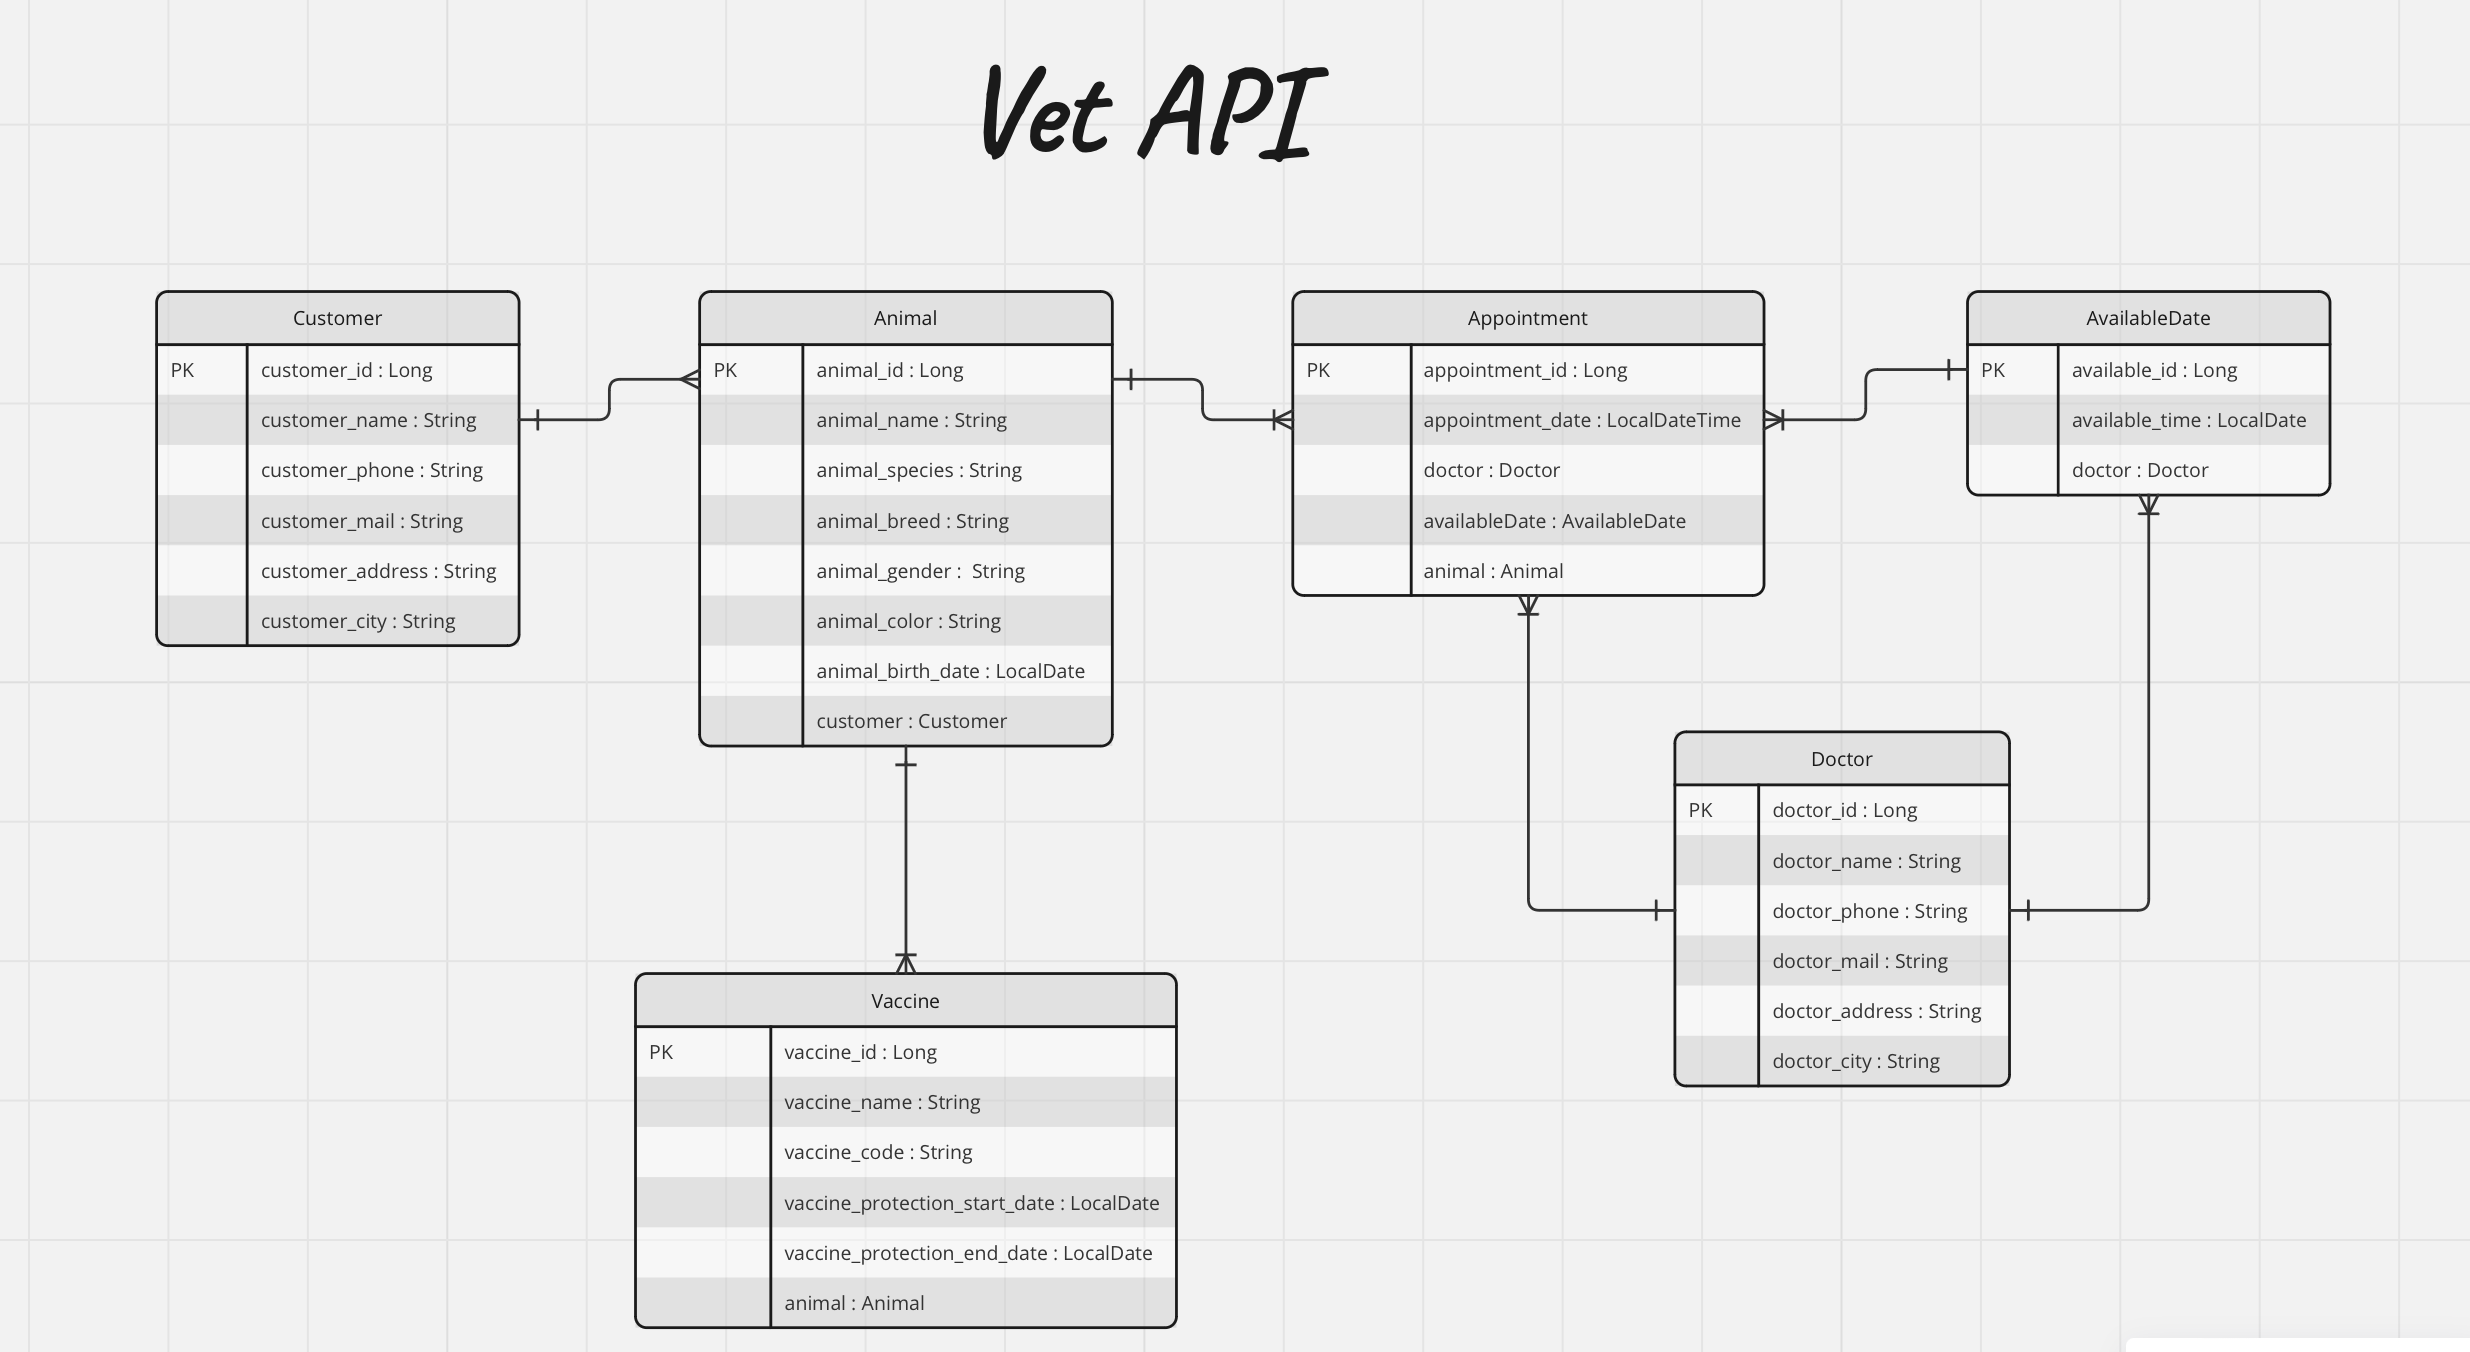 Vet API
Customer
PK customer_id : Long
customer_name : String
customer_phone : String
customer_mail : String
customer_address : String
customer_city : String
Animal
PK animal_id : Long
animal_name : String
animal_species : String
animal_breed : String
animal_gender :  String
animal_color : String
animal_birth_date : LocalDate
customer : Customer
Appointment
PK appointment_id : Long
appointment_date : LocalDateTime
doctor : Doctor
availableDate : AvailableDate
animal : Animal
AvailableDate
PK available_id : Long
available_time : LocalDate
doctor : Doctor
Doctor
PK doctor_id : Long
doctor_name : String
doctor_phone : String
doctor_mail : String
doctor_address : String
doctor_city : String
Vaccine
PK vaccine_id : Long
vaccine_name : String
vaccine_code : String
vaccine_protection_start_date : LocalDate
vaccine_protection_end_date : LocalDate
animal : Animal